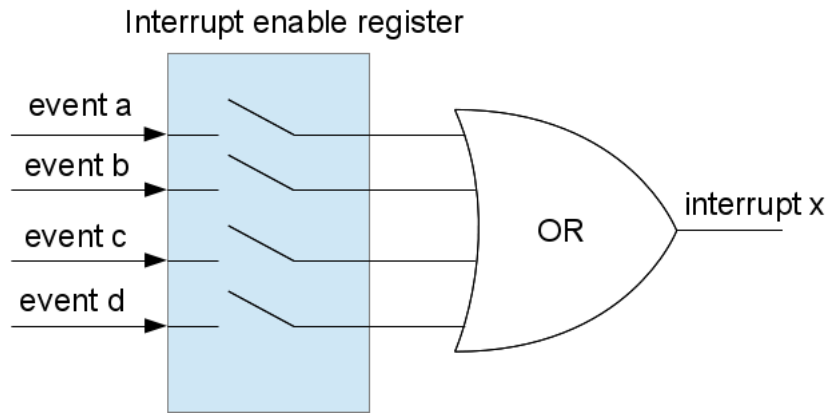 Interrupt enable register
event a
event b
event c
event d
OR
interrupt x